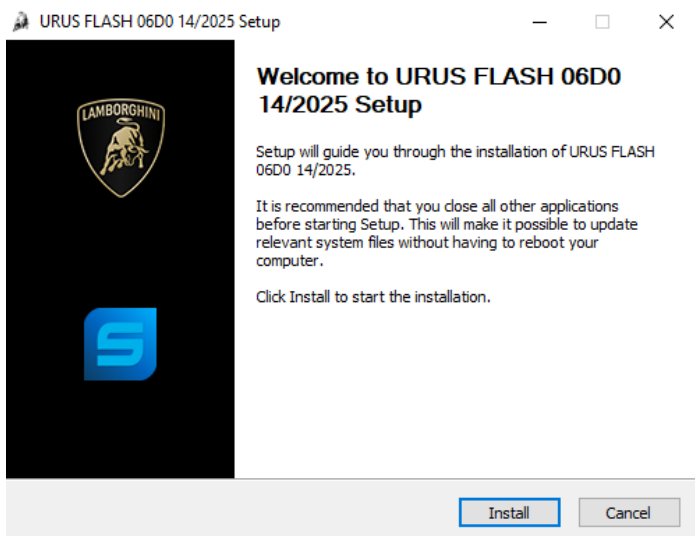 URUS FLASH 06D0 14/2025 Setup
LAMBORGHINI
S
Welcome to URUS FLASH 06D0
14/2025 Setup
Setup will guide you through the installation of URUS FLASH
06D0 14/2025.
It is recommended that you close all other applications
before starting Setup. This will make it possible to update
relevant system files without having to reboot your
computer.
Click Install to start the installation.
Install
Cancel